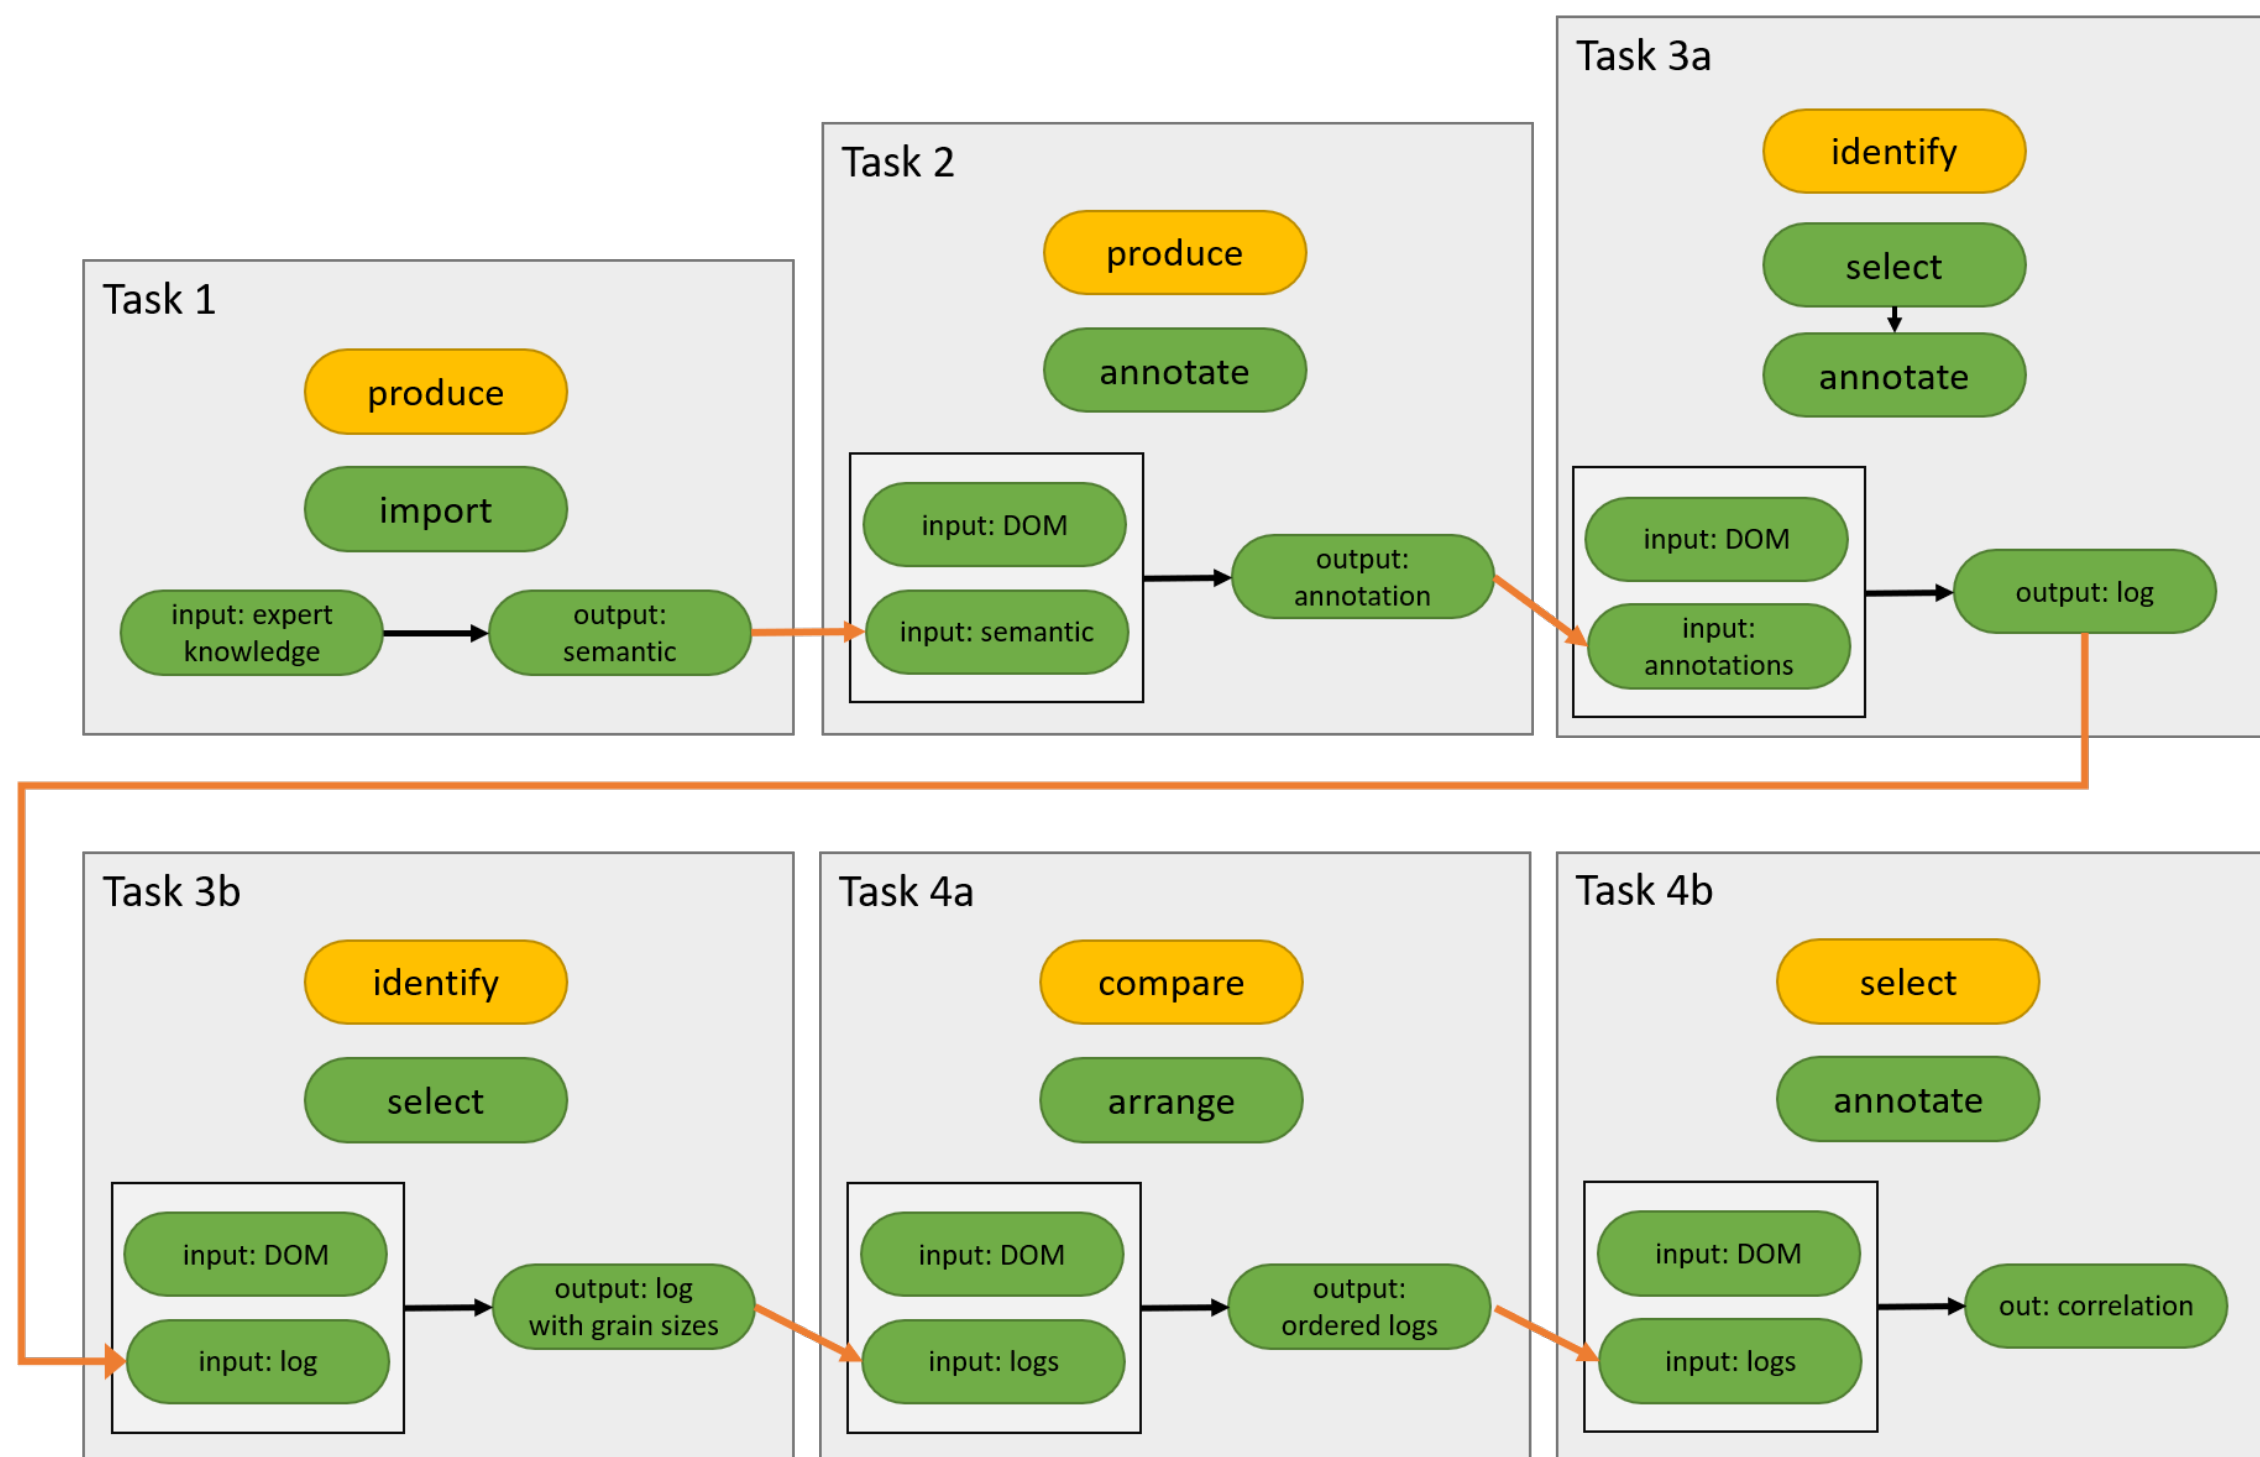 Task 1
produce
import
input: expert
knowledge
output:
semantic
Task 2
produce
annotate
input: DOM
input: semantic
output:
annotation
Task 3a
identify
select
annotate
input: DOM
input:
annotations
output: log
Task 3b
identify
select
input: DOM
input: log
output: log
with grain sizes
Task 4a
compare
arrange
input: DOM
input: logs
output:
ordered logs
Task 4b
select
annotate
input: DOM
input: logs
out: correlation